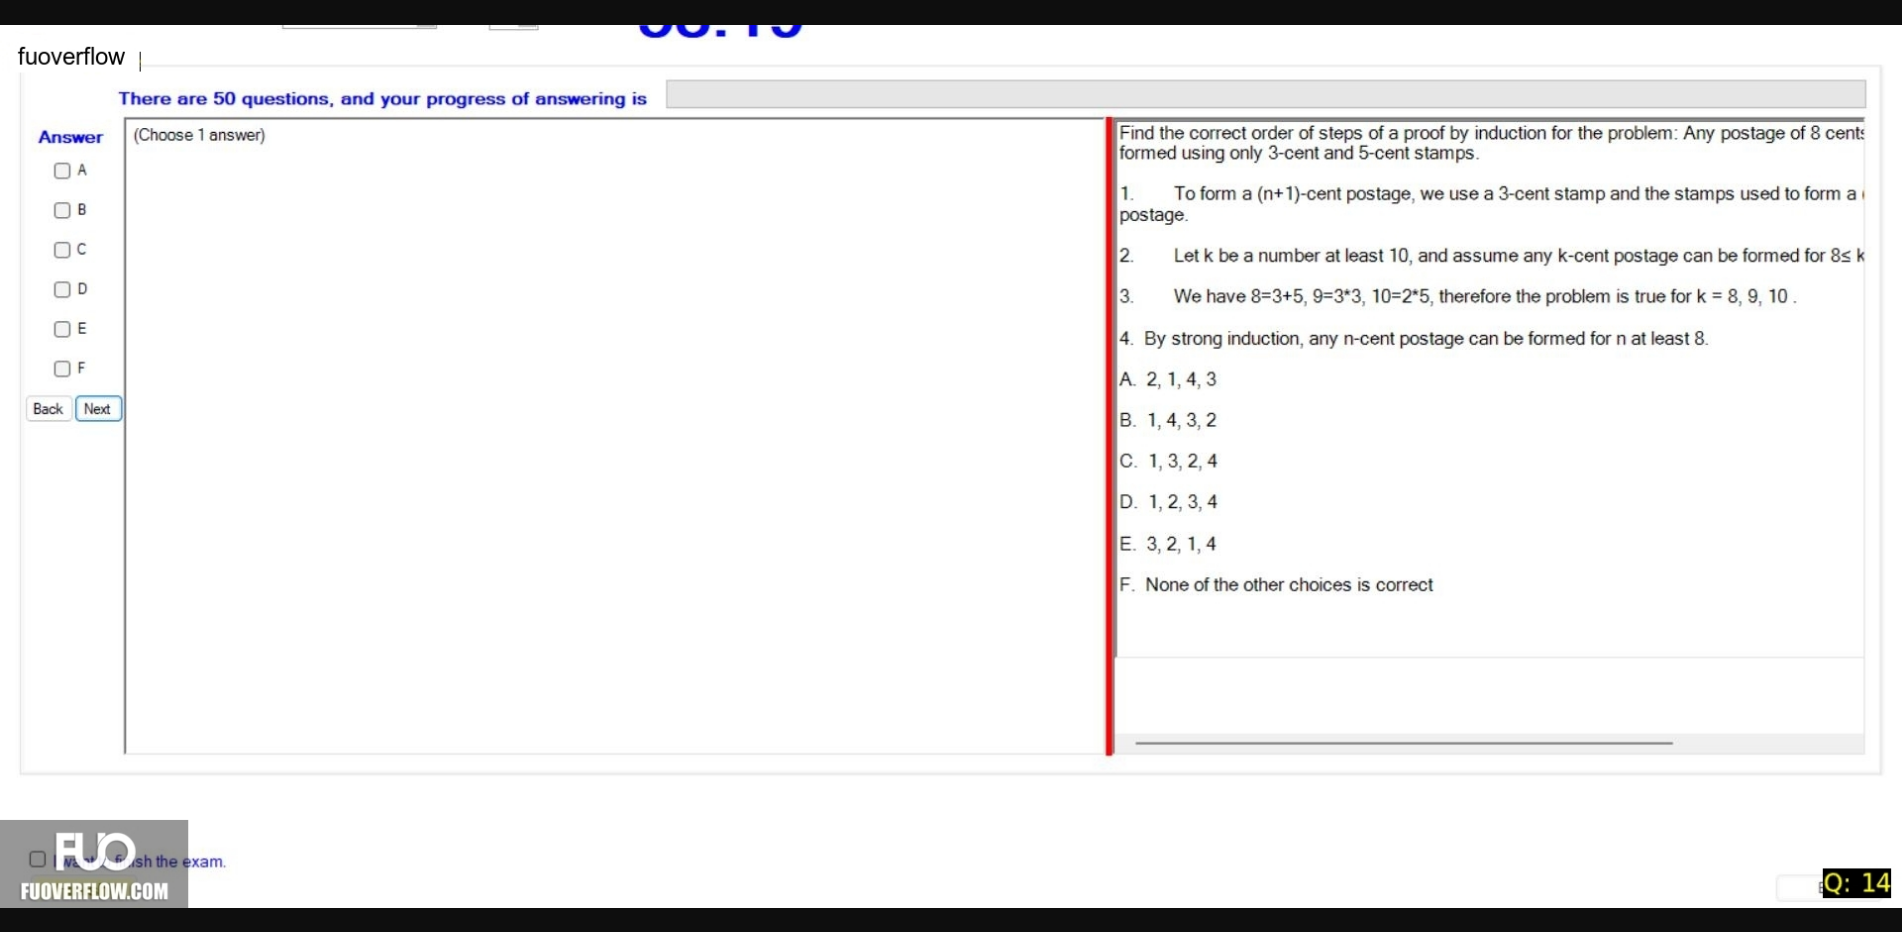 fuoverflow
There are 50 questions, and your progress of answering is
Answer
(Choose 1 answer)
A
B
C
D
E
F
Back Next
Find the correct order of steps of a proof by induction for the problem: Any postage of 8 cents
formed using only 3-cent and 5-cent stamps.
1. To form a (n+1)-cent postage, we use a 3-cent stamp and the stamps used to form a
postage.
2. Let k be a number at least 10, and assume any k-cent postage can be formed for 8≤ k
3. We have 8=3+5, 9=3*3, 10=2*5, therefore the problem is true for k = 8, 9, 10 .
4. By strong induction, any n-cent postage can be formed for n at least 8.
A. 2, 1, 4, 3
B. 1, 4, 3, 2
C. 1, 3, 2, 4
D. 1, 2, 3, 4
E. 3, 2, 1, 4
F. None of the other choices is correct
FUO
the exam.
FUOVERFLOW.COM
Q: 14